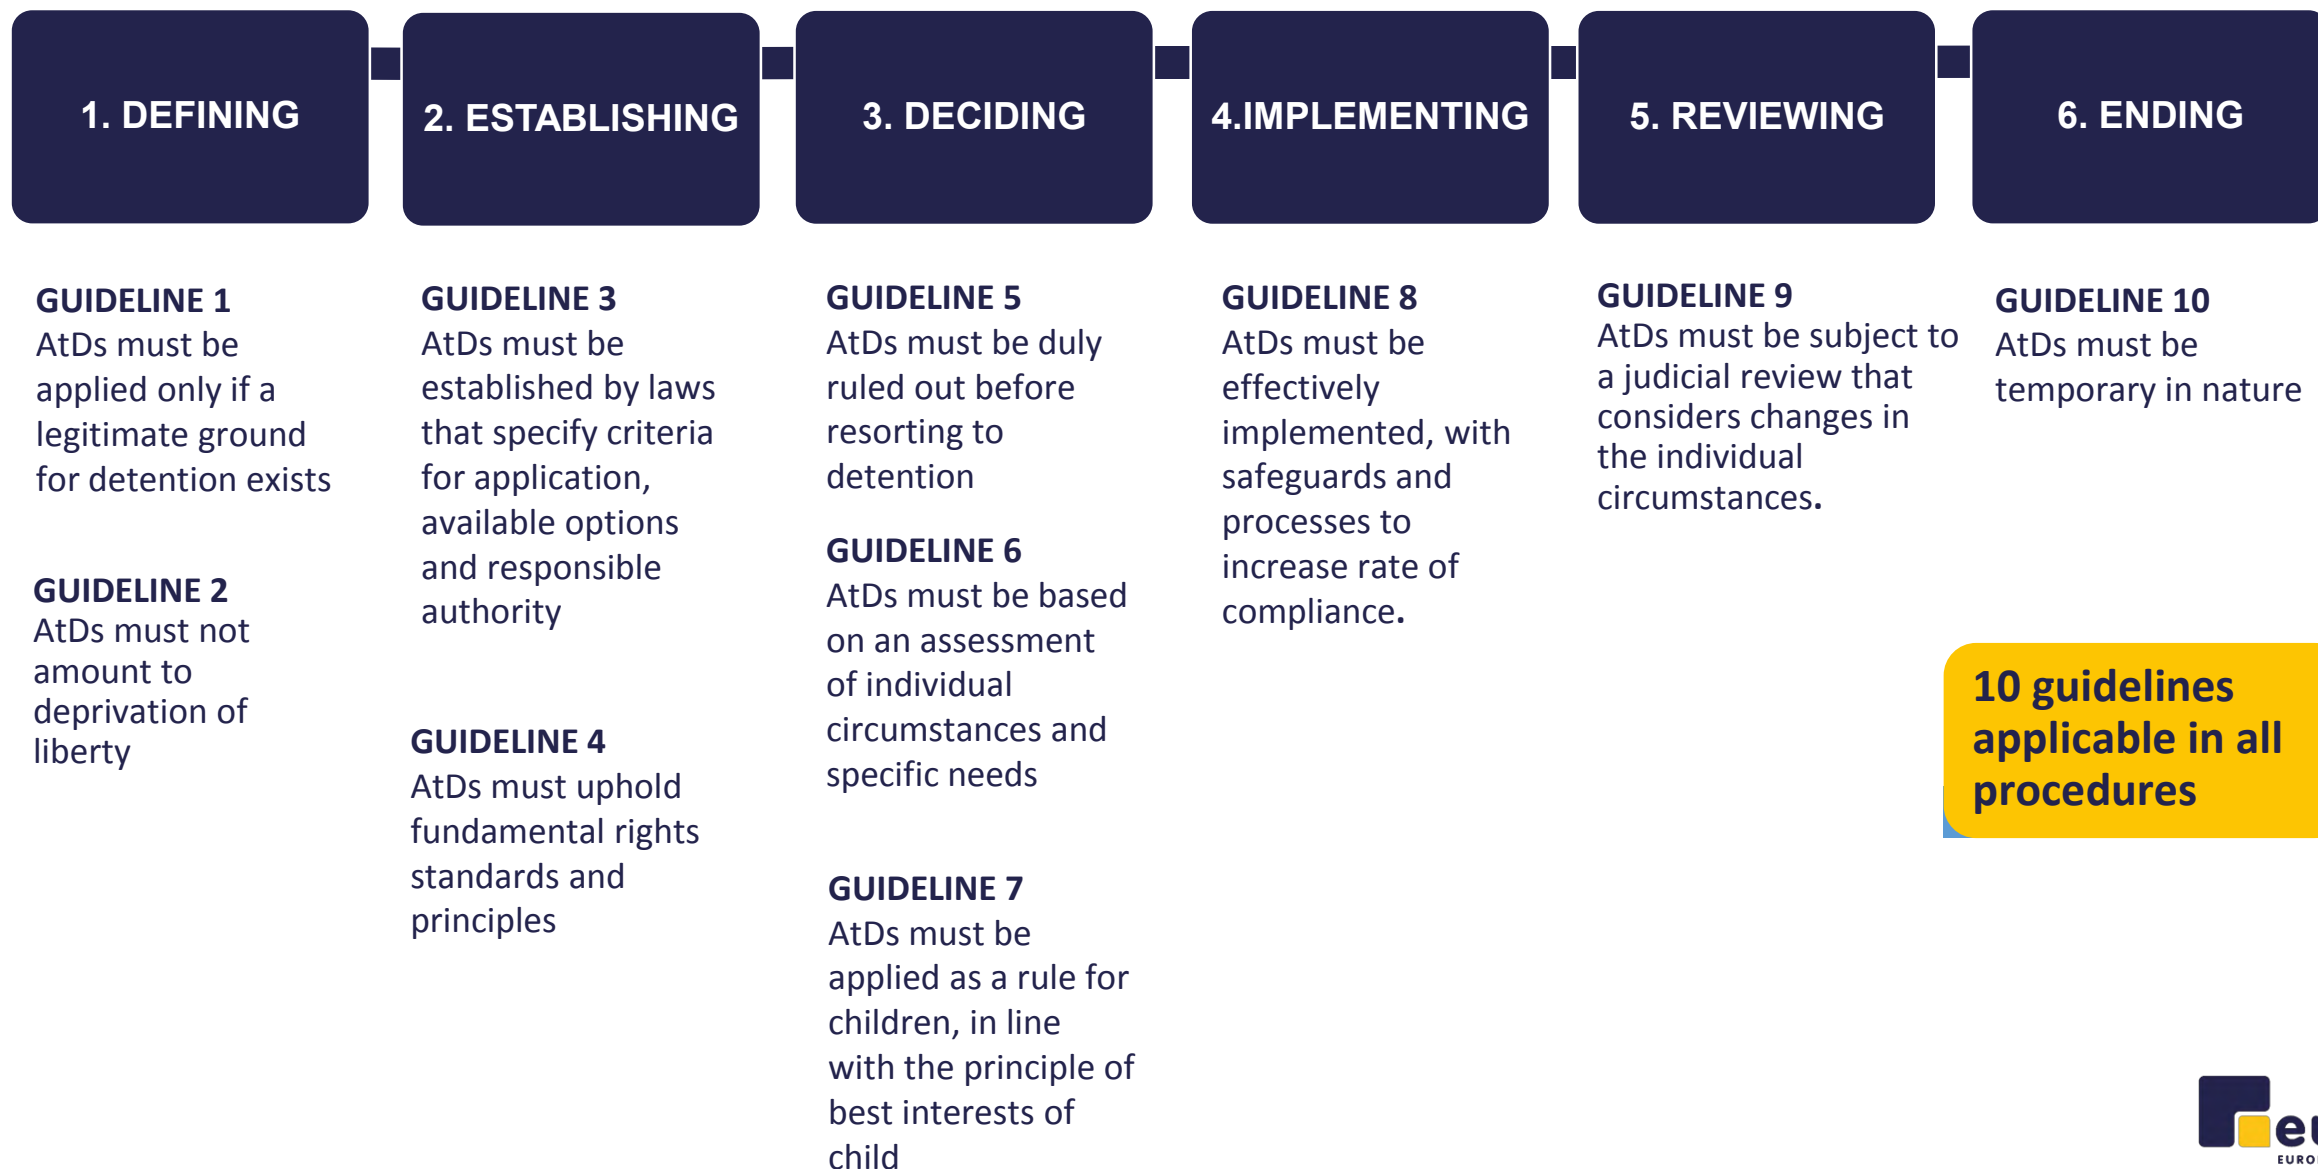 1. DEFINING
2. ESTABLISHING
3. DECIDING
4.IMPLEMENTING
5. REVIEWING
6. ENDING
GUIDELINE 1
AtDs must be
applied only if a
legitimate ground
for detention exists
GUIDELINE 2
AtDs must not
amount to
deprivation of
liberty
GUIDELINE 3
AtDs must be
established by laws
that specify criteria
for application,
available options
and responsible
authority
GUIDELINE 4
AtDs must uphold
fundamental rights
standards and
principles
GUIDELINE 5
AtDs must be duly
ruled out before
resorting to
detention
GUIDELINE 6
AtDs must be based
on an assessment
of individual
circumstances and
specific needs
GUIDELINE 7
AtDs must be
applied as a rule for
children, in line
with the principle of
best interests of
child
GUIDELINE 8
AtDs must be
effectively
implemented, with
safeguards and
processes to
increase rate of
compliance.
GUIDELINE 9
AtDs must be subject to
a judicial review that
considers changes in
the individual
circumstances.
GUIDELINE 10
AtDs must be
temporary in nature
10 guidelines
applicable in all
procedures